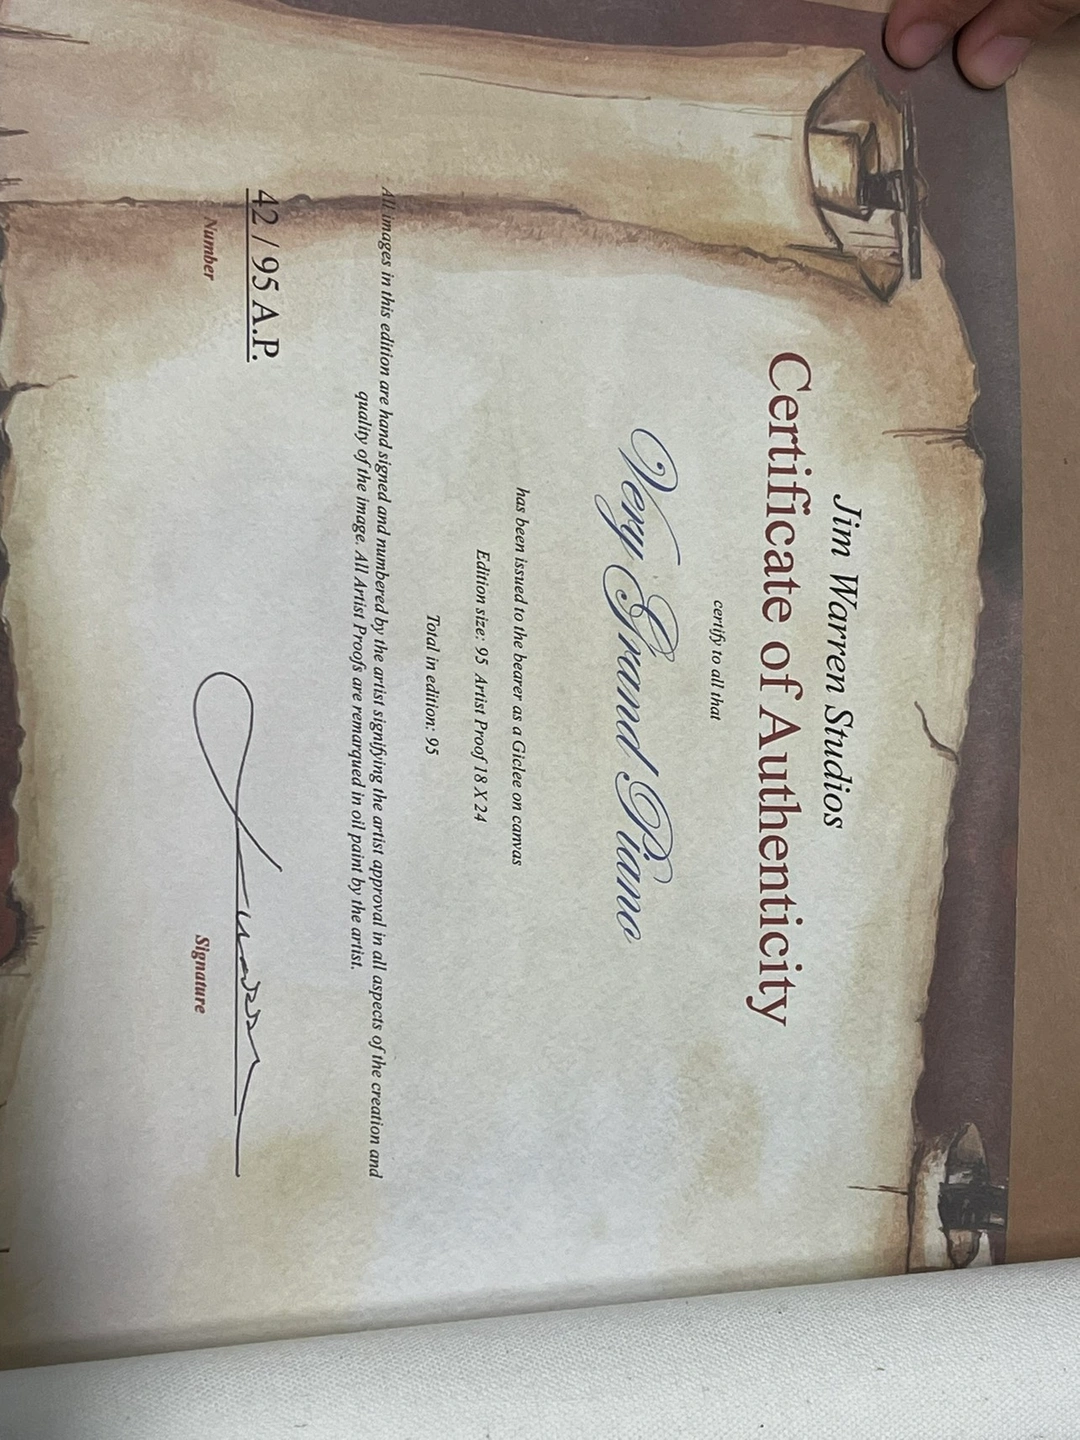 Jim Warren Studios
Certificate of Authenticity
certify to all that
Very Grand Piano
has been issued to the bearer as a Giclee on canvas
Edition size: 95 Artist Proof 18 X 24
Total in edition: 95
All images in this edition are hand signed and numbered by the artist signifying the artist approval in all aspects of the creation and
quality of the image. All Artist Proofs are remarqued in oil paint by the artist.
42 / 95 A.P.
Number
Signature